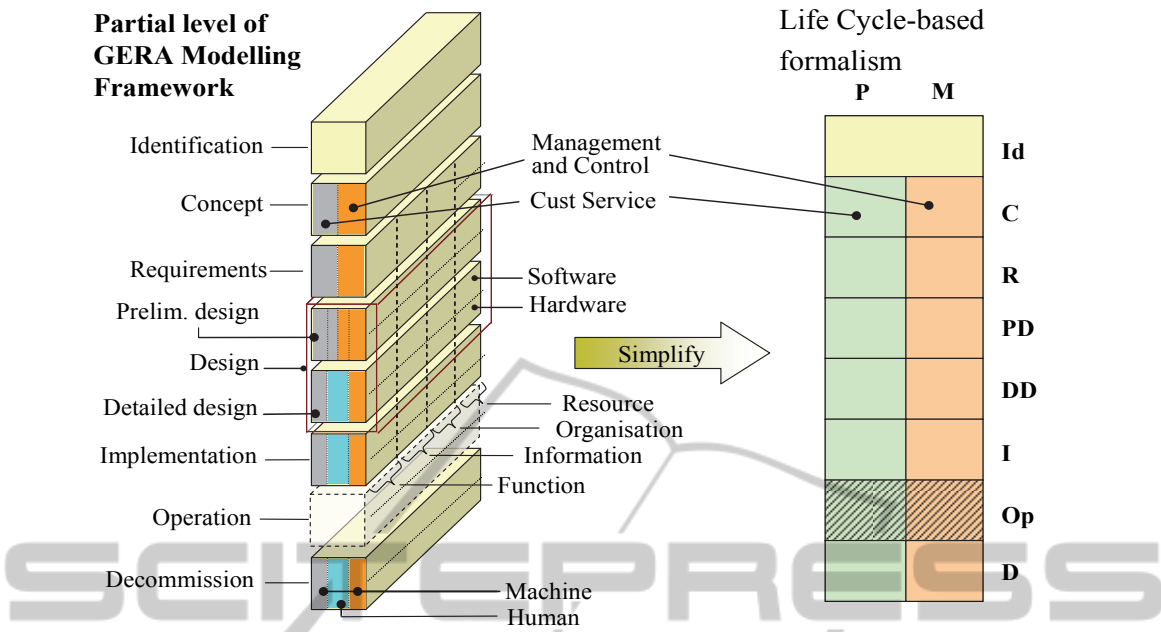 Partial level of
GERA Modelling
Framework
Life Cycle-based
formalism
P M
Identification
Concept
Requirements
Prelim. design
Design
Detailed design
Implementation
Operation
Decommission
Management
and Control
Cust Service
Software
Hardware
Simplify
Resource
Organisation
Information
Function
Machine
Human
Id
C
R
PD
DD
I
Op
D
SCITEPRESS